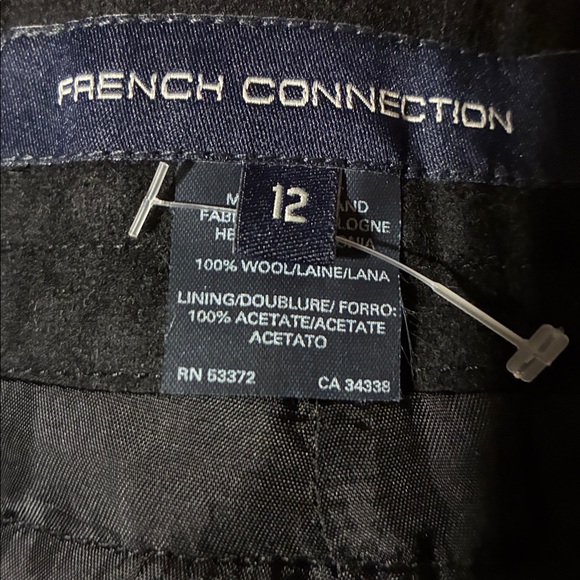 FRENCH CONNECTION
12
100% WOOL/LAINE/LANA
LINING/DOUBLURE/ FORRO:
100% ACETATE/ACETATE
ACETATO
RN 53372 CA 34338